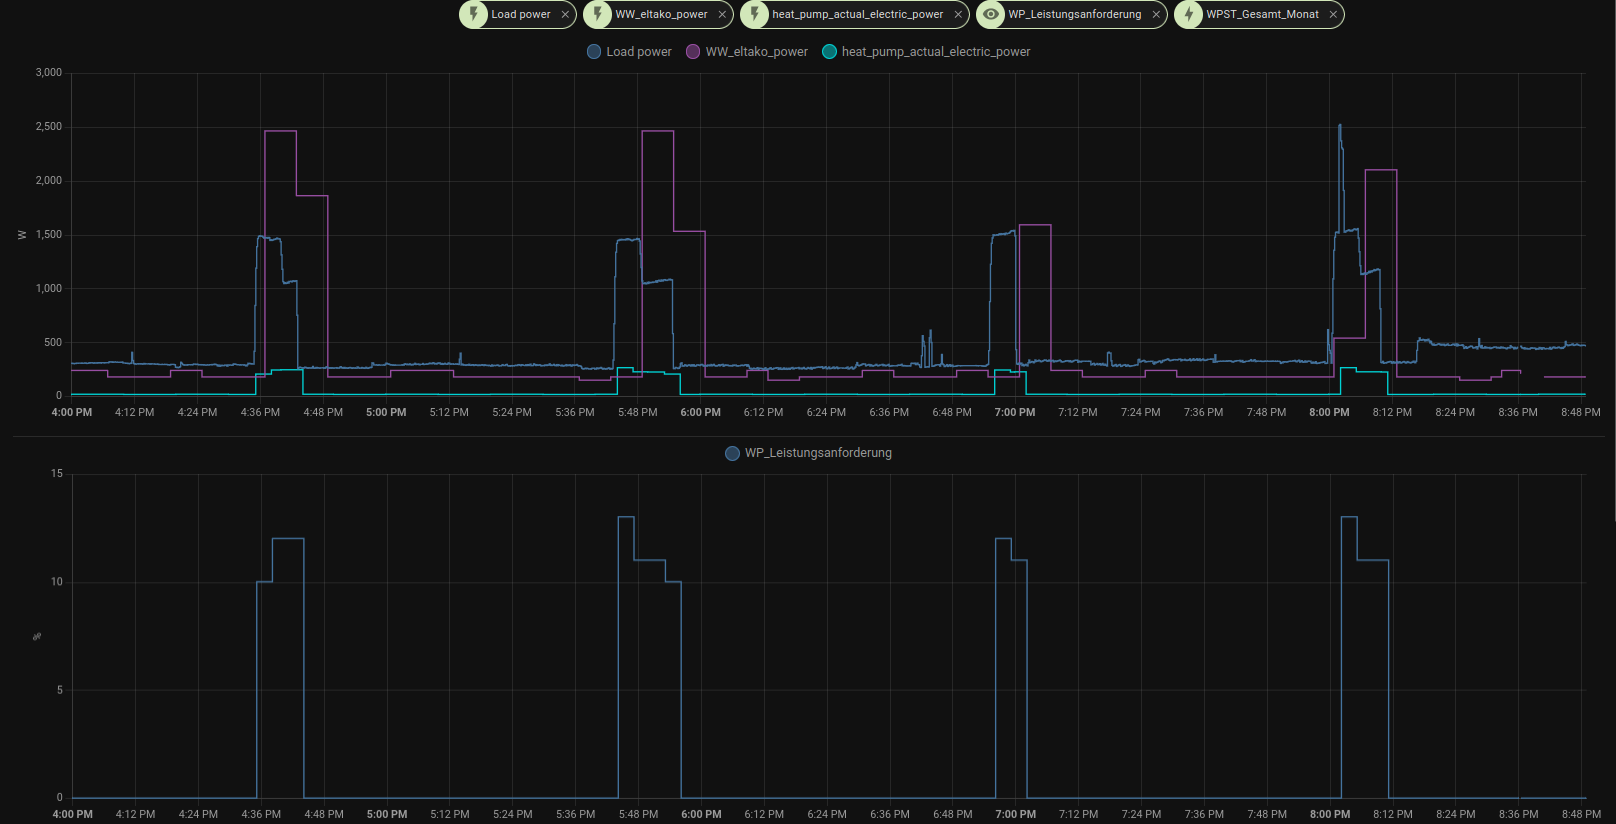 Load power × WW_eltako_power × heat_pump_actual_electric_power × WP_Leistungsanforderung × WPST_Gesamt_Monat ×
Load power WW_eltako_power heat_pump_actual_electric_power
3,000
2,500
2,000
W
1,500
1,000
500
0
4:00 PM 4:12 PM 4:24 PM 4:36 PM 4:48 PM 5:00 PM 5:12 PM 5:24 PM 5:36 PM 5:48 PM 6:00 PM 6:12 PM 6:24 PM 6:36 PM 6:48 PM 7:00 PM 7:12 PM 7:24 PM 7:36 PM 7:48 PM 8:00 PM 8:12 PM 8:24 PM 8:36 PM 8:48 PM
WP_Leistungsanforderung
15
10
%
5
0
4:00 PM 4:12 PM 4:24 PM 4:36 PM 4:48 PM 5:00 PM 5:12 PM 5:24 PM 5:36 PM 5:48 PM 6:00 PM 6:12 PM 6:24 PM 6:36 PM 6:48 PM 7:00 PM 7:12 PM 7:24 PM 7:36 PM 7:48 PM 8:00 PM 8:12 PM 8:24 PM 8:36 PM 8:48 PM